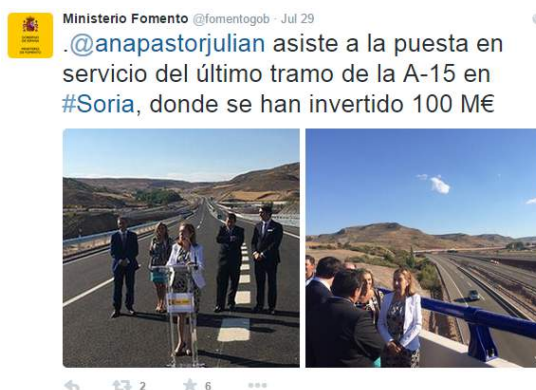 Ministerio Fomento @fomentogob · Jul 29
.@anapastorjulian asiste a la puesta en
servicio del último tramo de la A-15 en
#Soria, donde se han invertido 100 M€
2 6